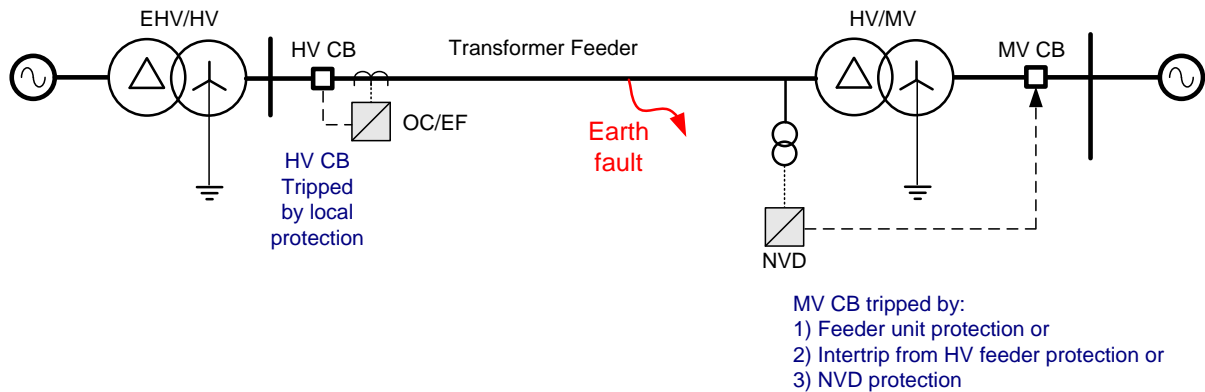 EHV/HV
HV CB
Transformer Feeder
HV/MV
MV CB
OC/EF
Earth
fault
HV CB
Tripped
by local
protection
NVD
MV CB tripped by:
1) Feeder unit protection or
2) Intertrip from HV feeder protection or
3) NVD protection